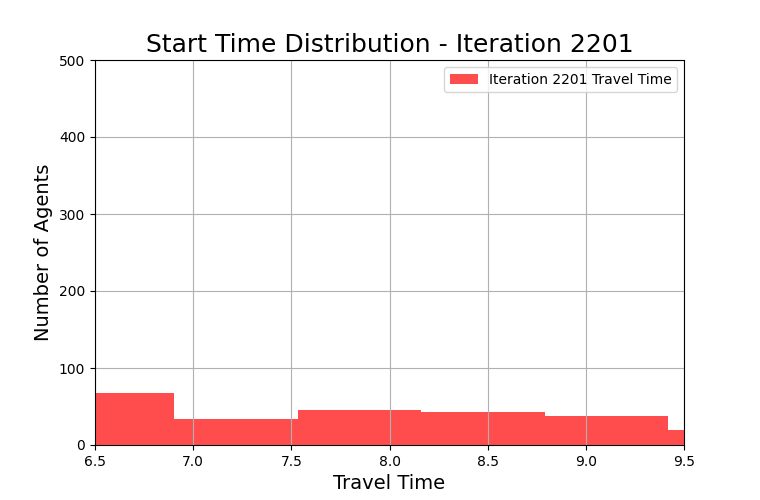 Start Time Distribution - Iteration 2201
Iteration 2201 Travel Time
500
400
300
200
100
0
Number of Agents
6.5 7.0 7.5 8.0 8.5 9.0 9.5
Travel Time